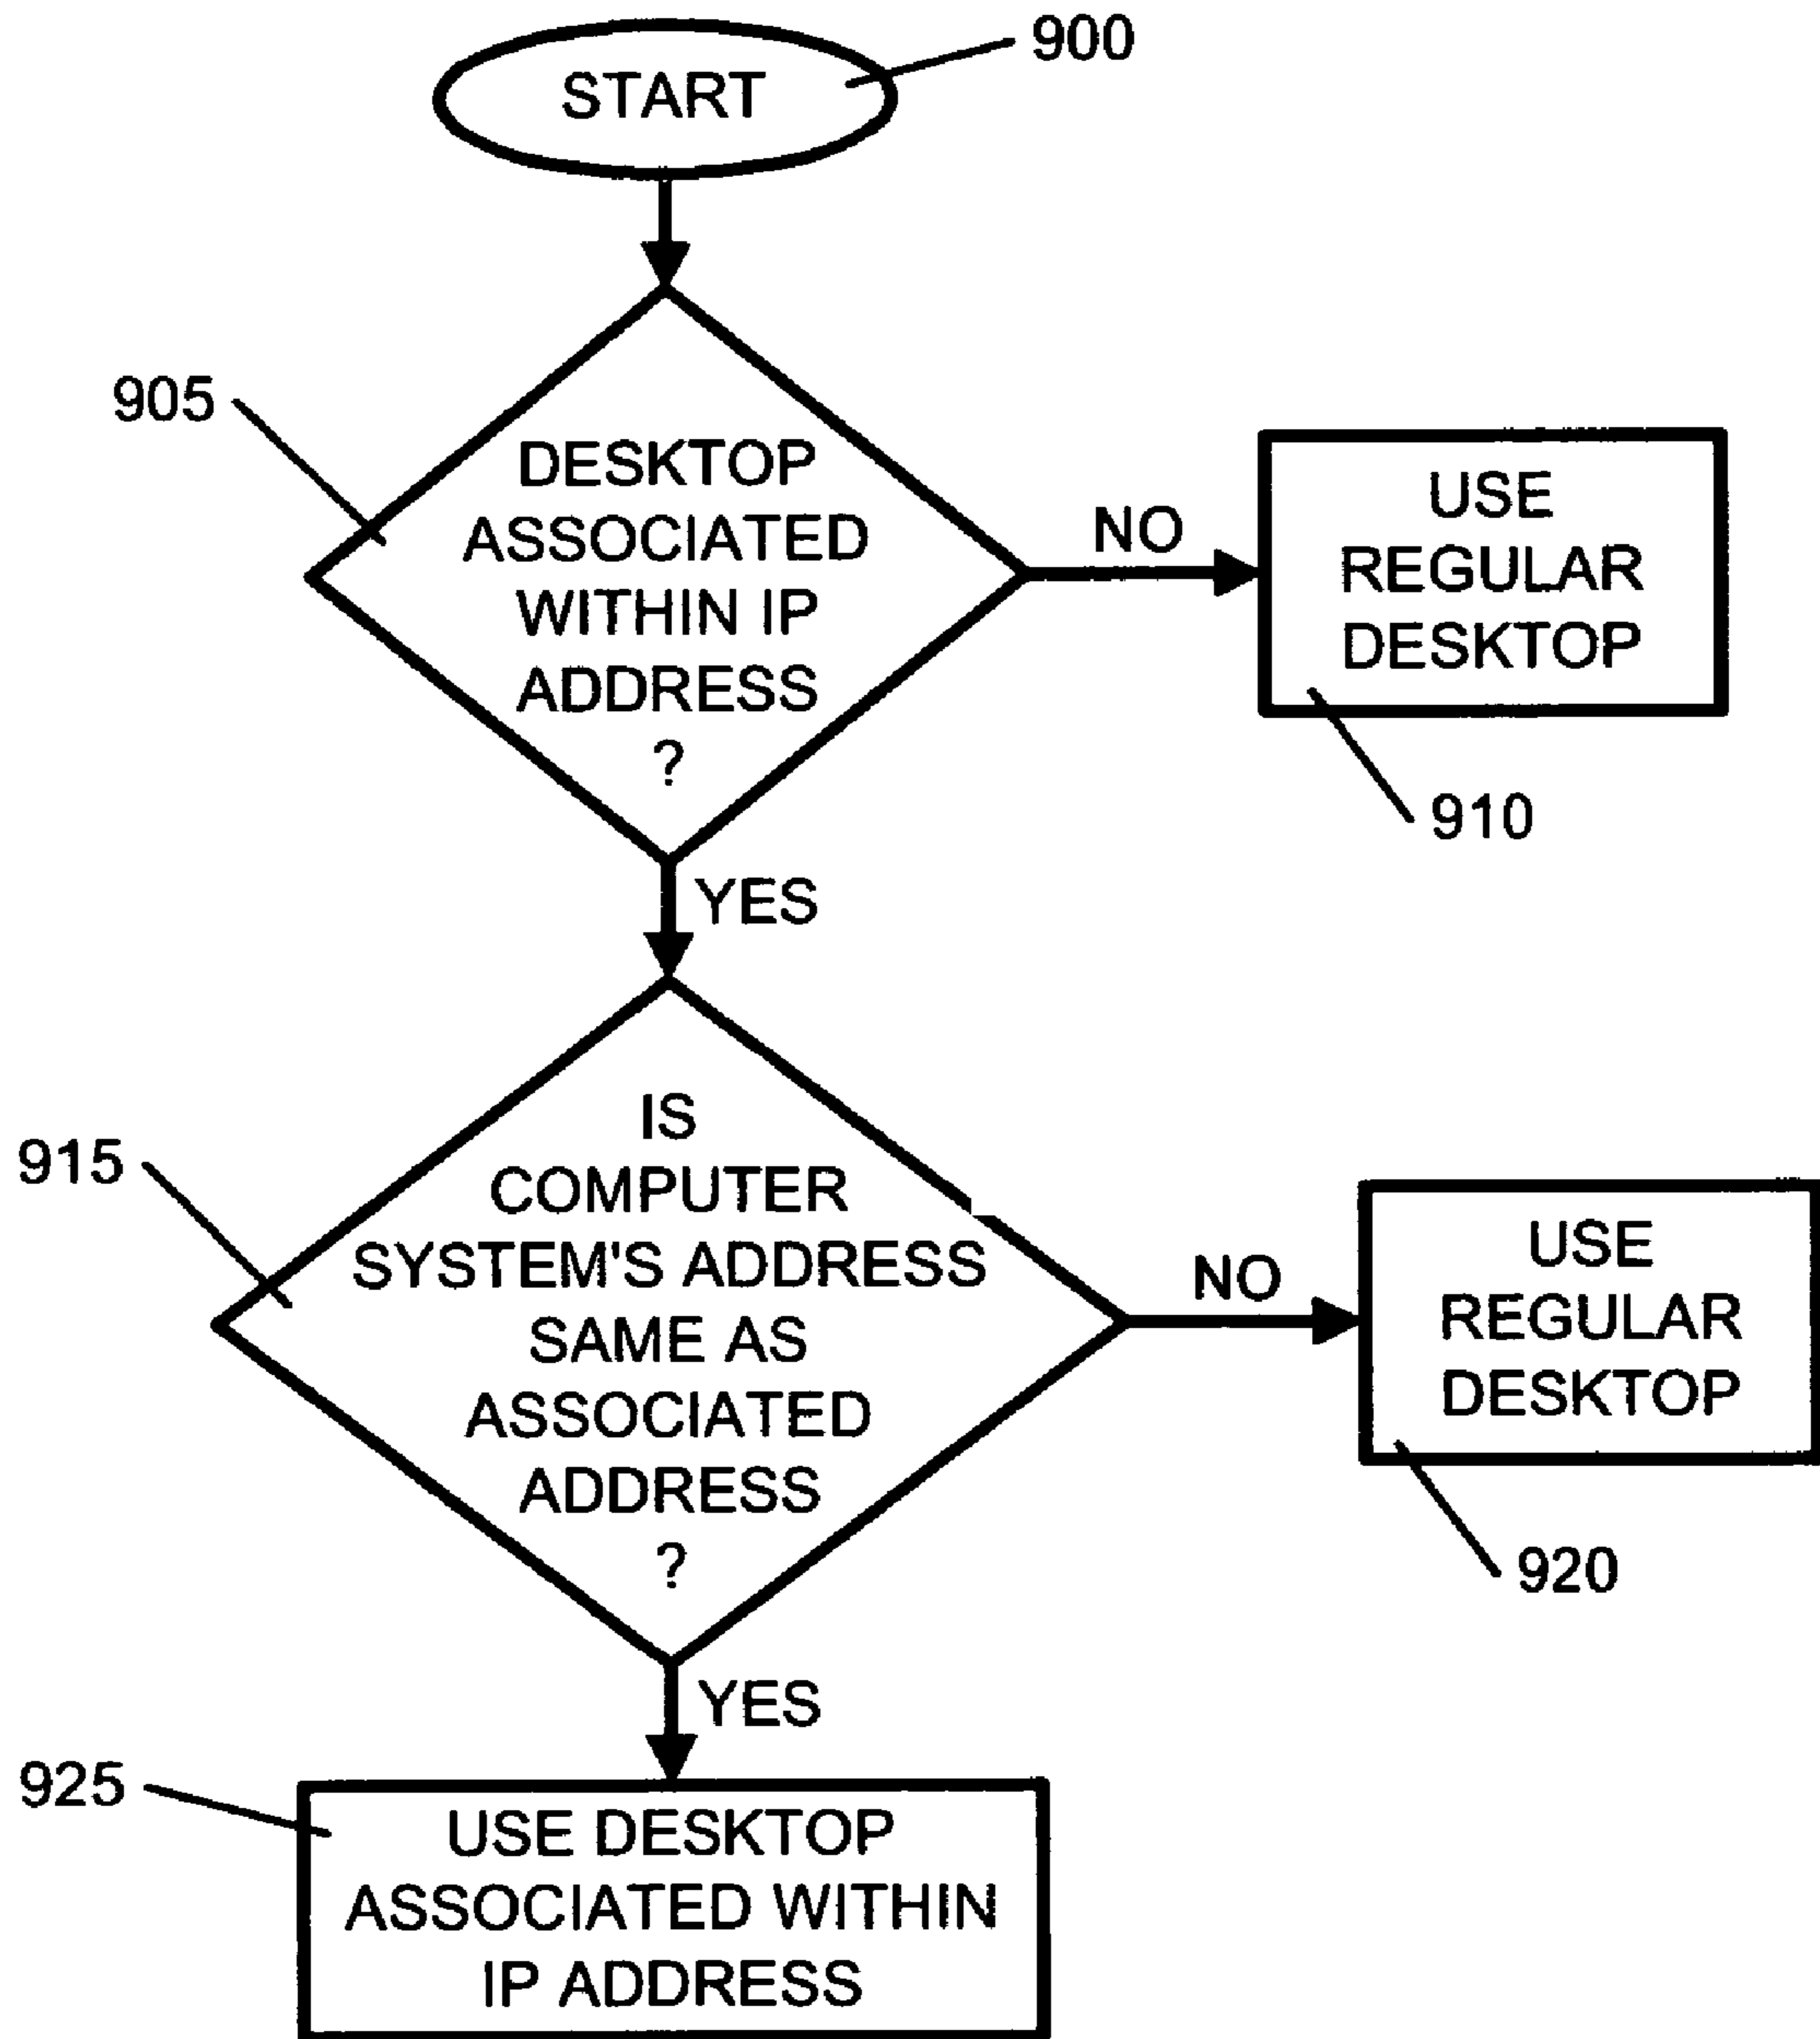 START
900
905
DESKTOP
ASSOCIATED
WITHIN IP
ADDRESS
?
NO
USE
REGULAR
DESKTOP
910
YES
915
IS
COMPUTER
SYSTEM'S ADDRESS
SAME AS
ASSOCIATED
ADDRESS
?
NO
USE
REGULAR
DESKTOP
920
YES
925
USE DESKTOP
ASSOCIATED WITHIN
IP ADDRESS